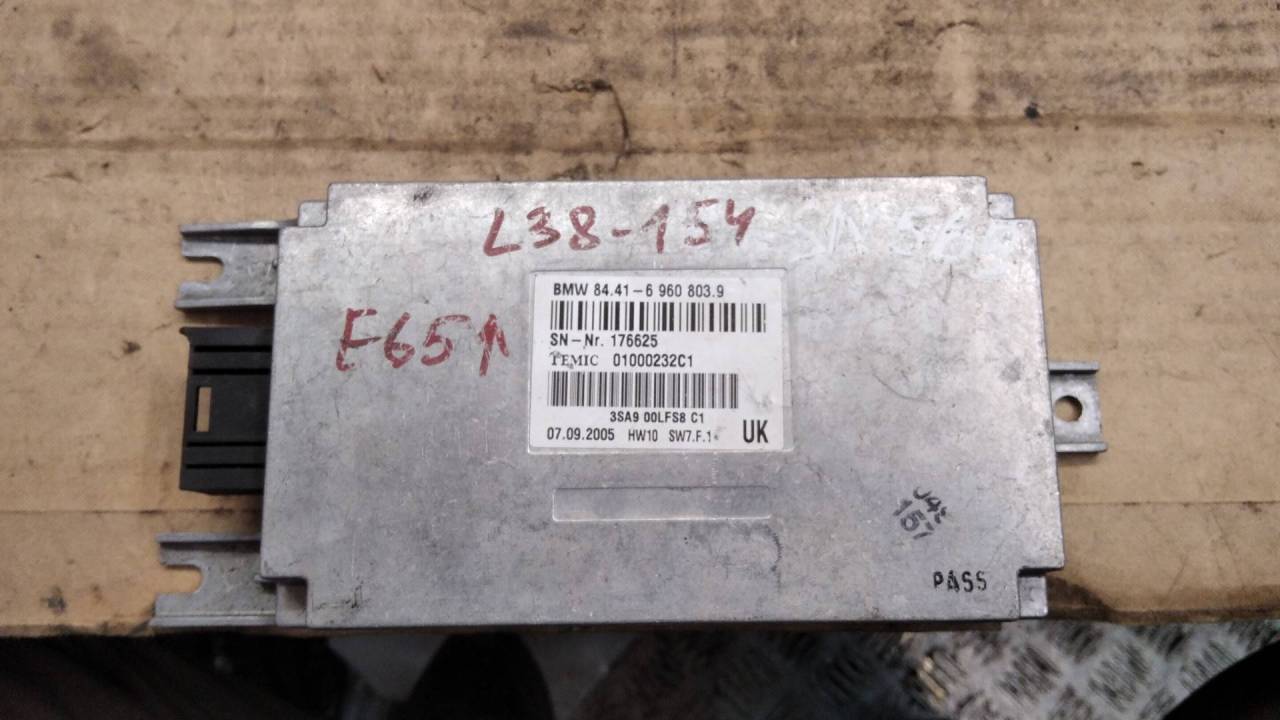 L38-154
E65
BMW 84.41-6 960 803.9
SN-Nr. 176625
TEMIC 01000232C1
3SA9 00LFS8 C1
07.09.2005 HW10 SW7.F.1
UK
PASS